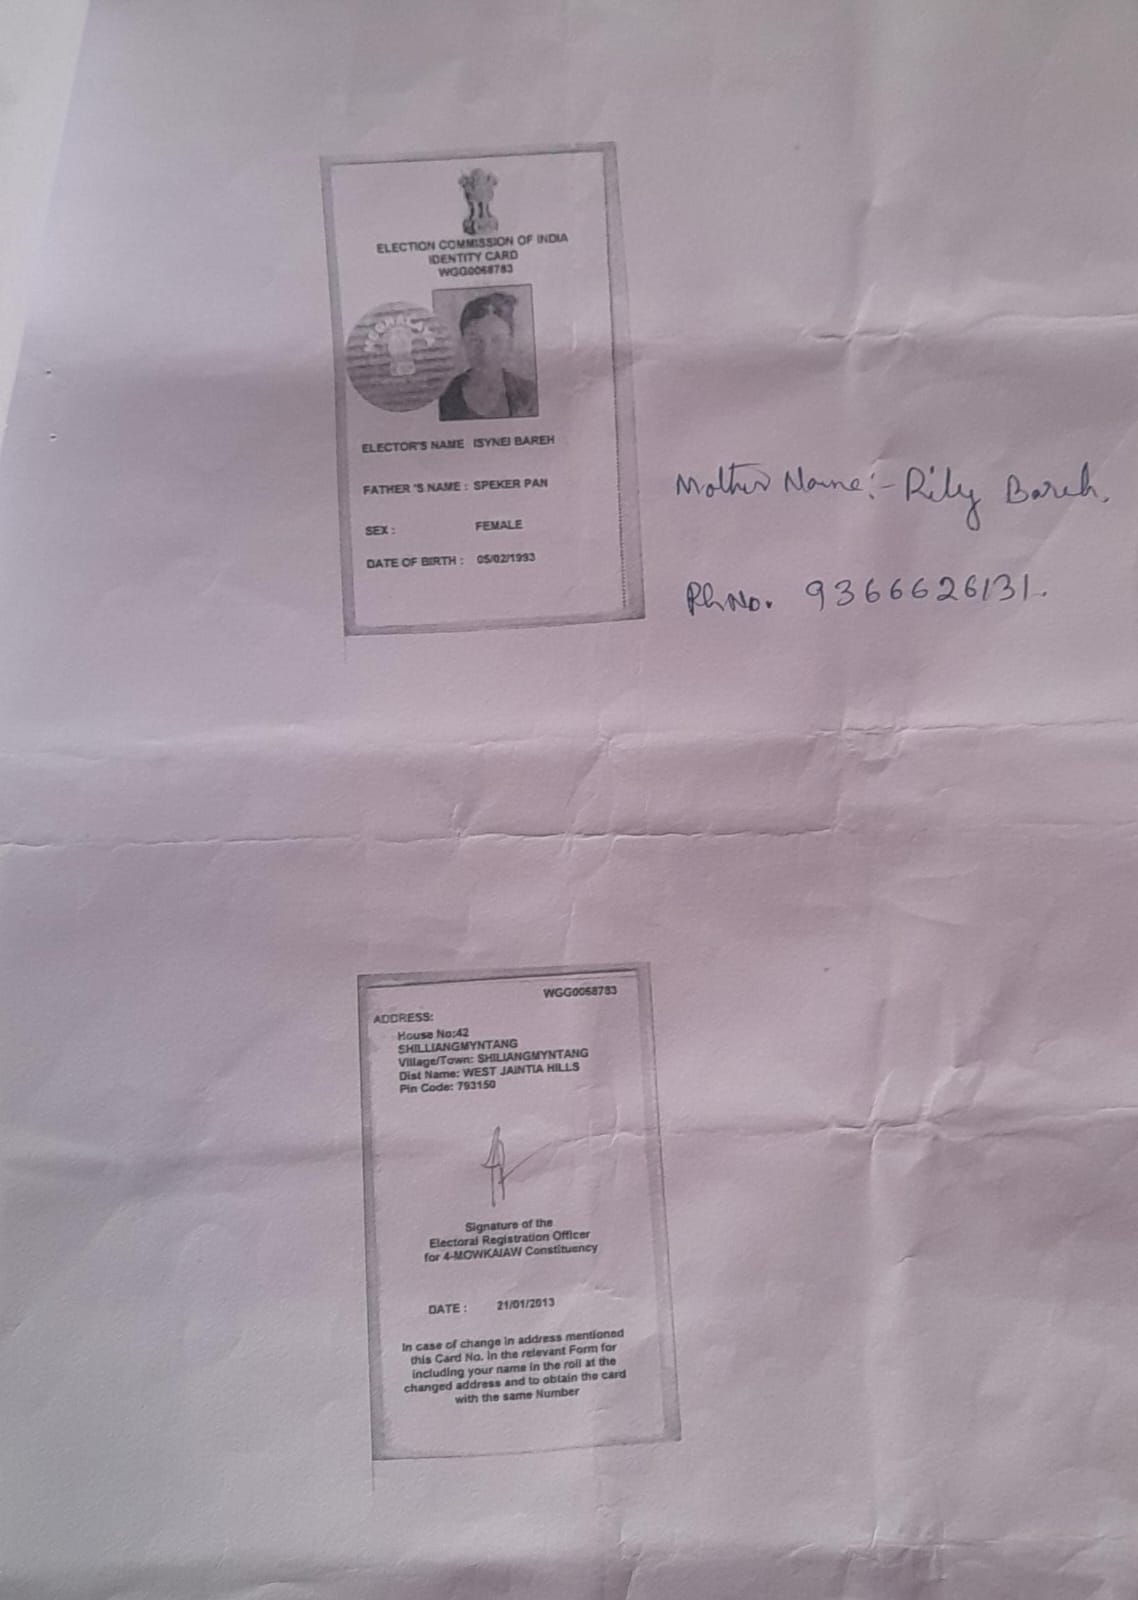 ELECTION COMMISSION OF INDIA
IDENTITY CARD
WGG0068783
MEGHALAYA
ELECTOR'S NAME ISYNEI BAREH
FATHER'S NAME : SPEKER PAN
SEX : FEMALE
DATE OF BIRTH : 05/02/1993
Mother Name:- Rily Bareh.
Ph No. 9366626131.
WGG0068783
ADDRESS:
House No:42
SHILLIANGMYNTANG
Village/Town: SHILIANGMYNTANG
Dist Name: WEST JAINTIA HILLS
Pin Code: 793150
Signature of the
Electoral Registration Officer
for 4-MOWKAIAW Constituency
DATE : 21/01/2013
In case of change in address mentioned
this Card No. in the relevant Form for
including your name in the roll at the
changed address and to obtain the card
with the same Number